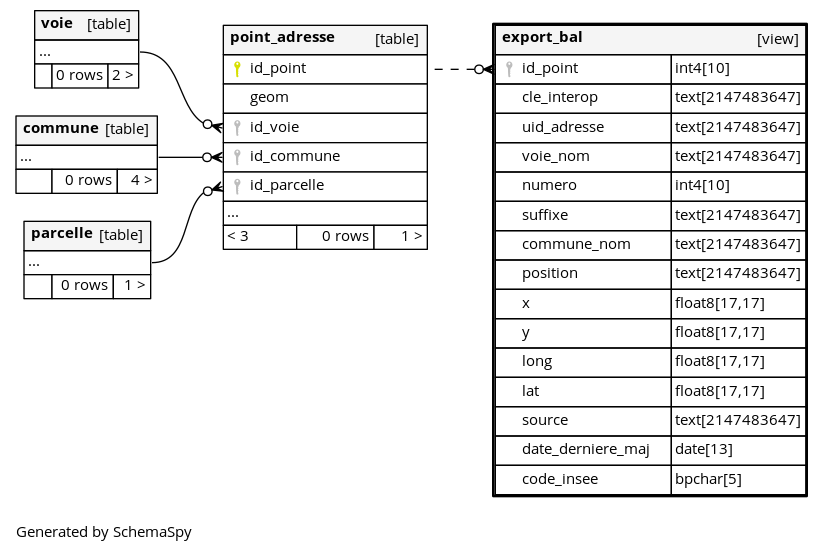 voie [table]
...
0 rows 2 >
commune [table]
...
0 rows 4 >
parcelle [table]
...
0 rows 1 >
point_adresse [table]
id_point
geom
id_voie
id_commune
id_parcelle
...
< 3 0 rows 1 >
export_bal [view]
id_point int4[10]
cle_interop text[2147483647]
uid_adresse text[2147483647]
voie_nom text[2147483647]
numero int4[10]
suffixe text[2147483647]
commune_nom text[2147483647]
position text[2147483647]
x float8[17,17]
y float8[17,17]
long float8[17,17]
lat float8[17,17]
source text[2147483647]
date_derniere_maj date[13]
code_insee bpchar[5]
Generated by SchemaSpy